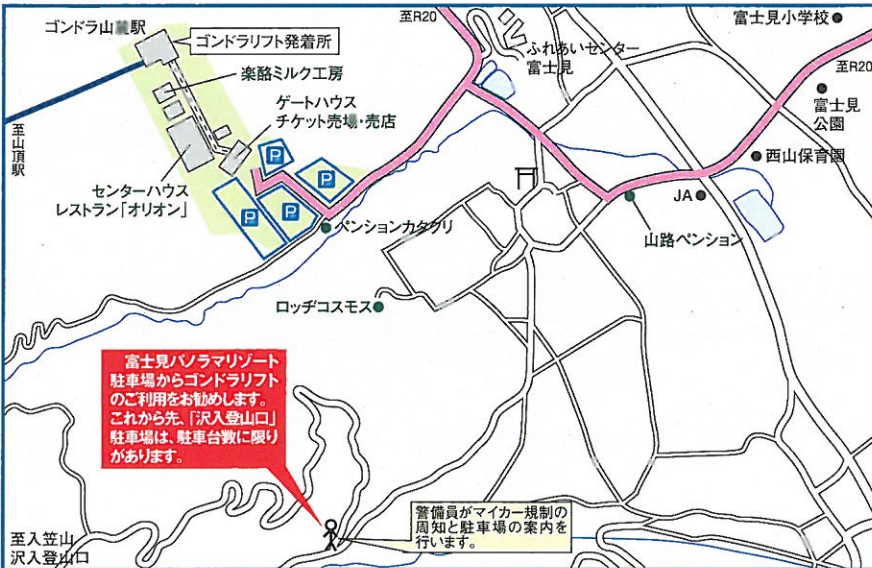 ゴンドラ山麓駅
ゴンドラリフト発着所
楽酪ミルク工房
ゲートハウス
チケット売場・売店
至山頂駅
センターハウス
レストラン「オリオン」
P
P
P
P
ペンションカタクリ
ロッヂコスモス
至R20
ふれあいセンター
富士見
富士見小学校
至R20
富士見
公園
西山保育園
JA
山路ペンション
富士見パノラマリゾート
駐車場からゴンドラリフト
のご利用をお勧めします。
これから先、「沢入登山口」
駐車場は、駐車台数に限り
があります。
警備員がマイカー規制の
周知と駐車場の案内を
行います。
至入笠山
沢入登山口